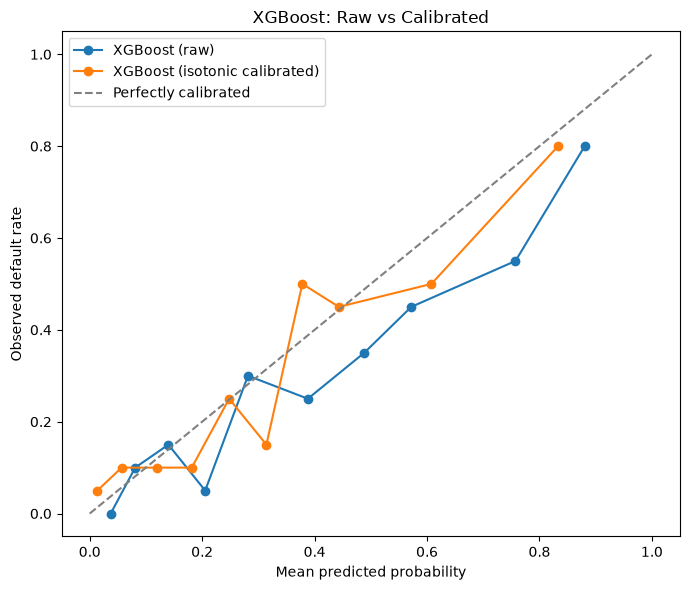 XGBoost: Raw vs Calibrated
XGBoost (raw)
XGBoost (isotonic calibrated)
Perfectly calibrated
Observed default rate
1.0
0.8
0.6
0.4
0.2
0.0
0.0 0.2 0.4 0.6 0.8 1.0
Mean predicted probability